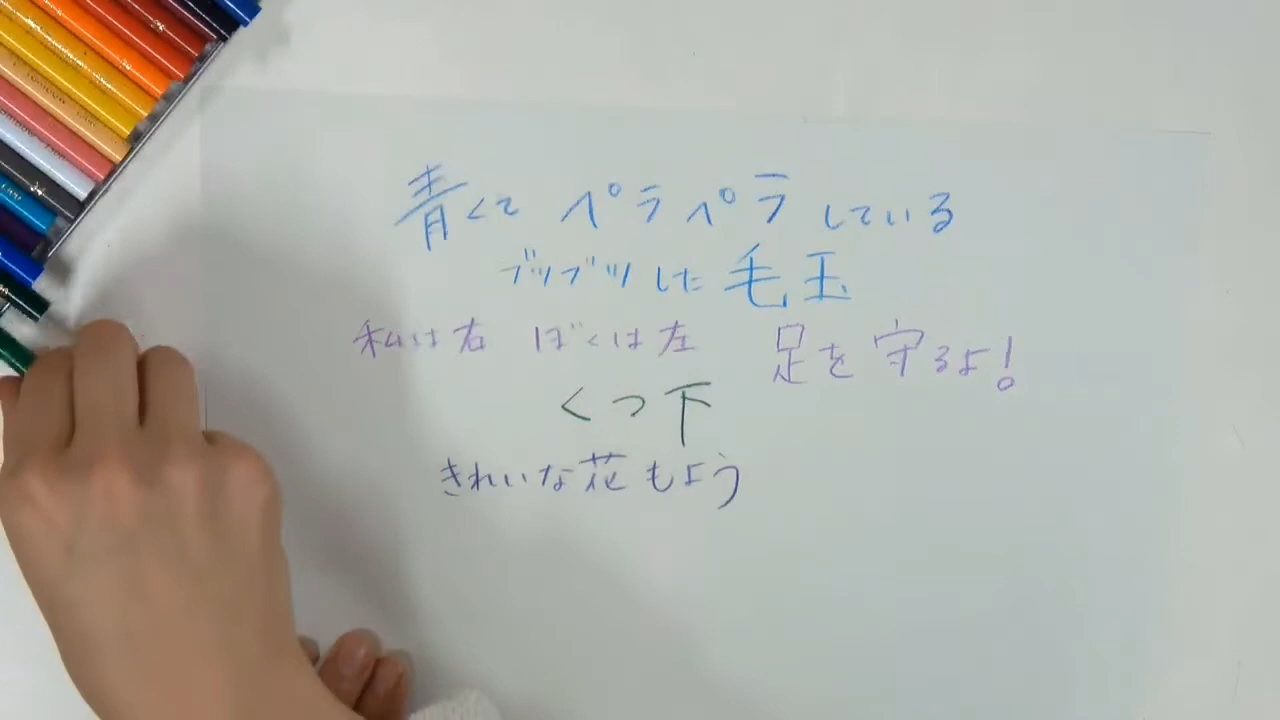 青くて ペラペラ している
ブツブツした 毛玉
私は右 ぼくは左 足を守るよ!
くつ下
きれいな花もよう